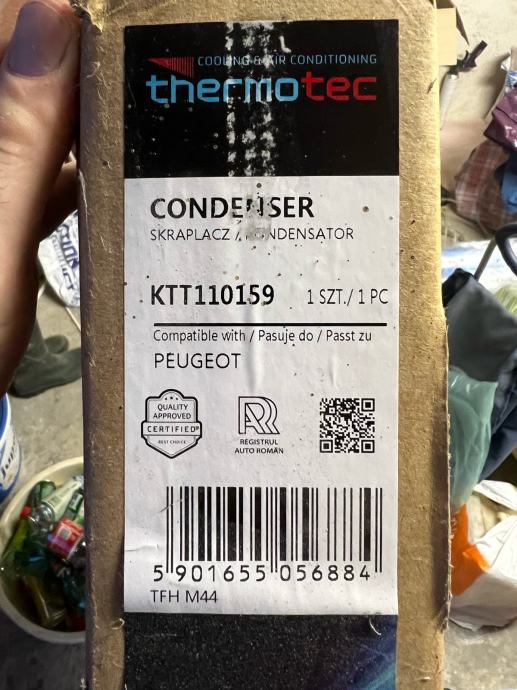 COOLING & AIR CONDITIONING
thermotec
CONDENSER
SKRAPLACZ / KONDENSATOR
KTT110159 1 SZT./ 1 PC
Compatible with / Pasuje do / Passt zu
PEUGEOT
QUALITY
APPROVED
CERTIFIED
BEST CHOICE
REGISTRUL
AUTO ROMÂN
5 901655 056884
TFH M44